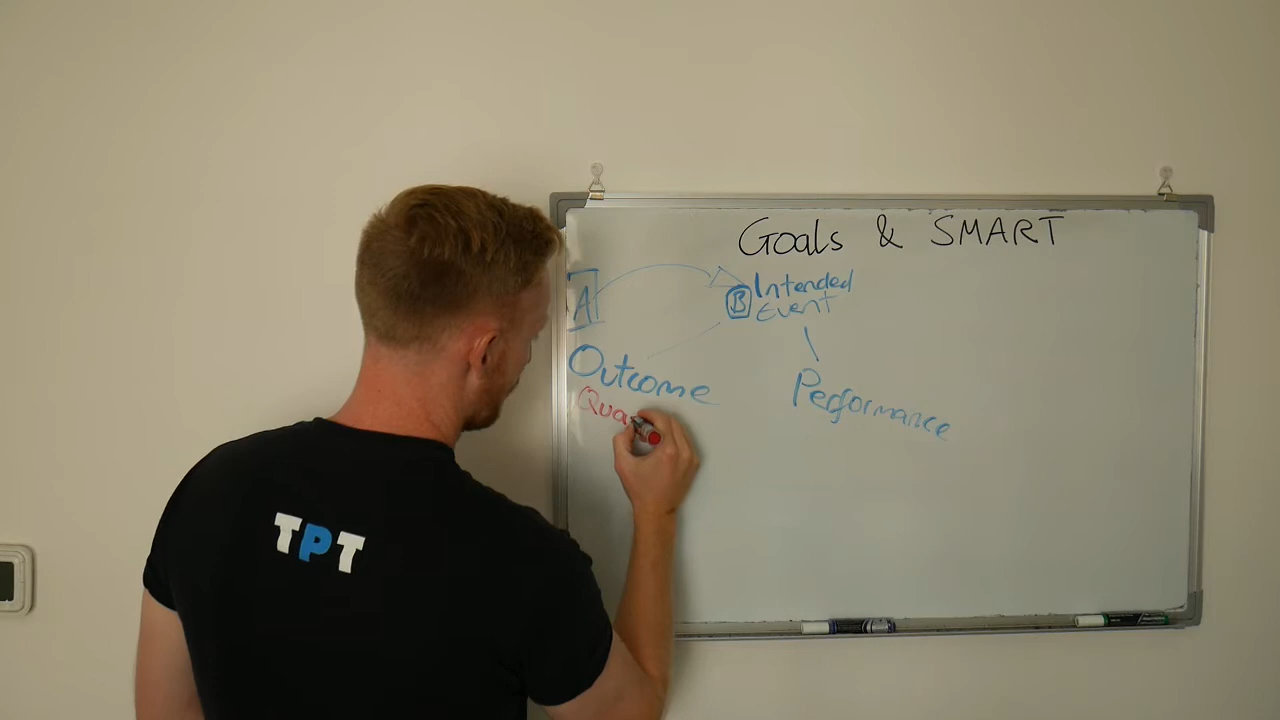 Goals & SMART
A
B Intended
Event
Outcome
Performance
Qua
TPT